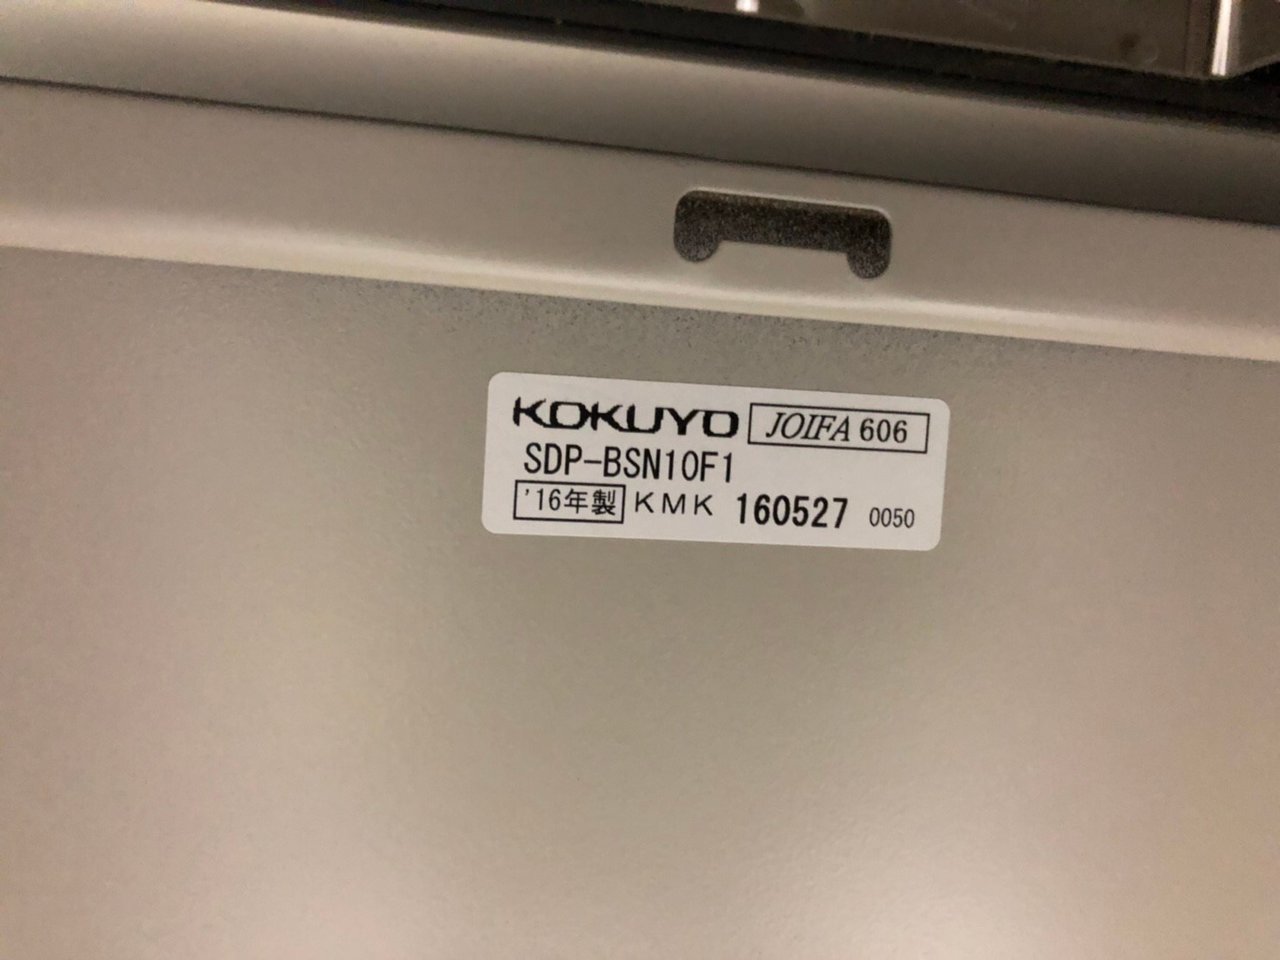 KOKUYO JOIFA 606
SDP-BSN10F1
'16年製 KMK 160527 0050